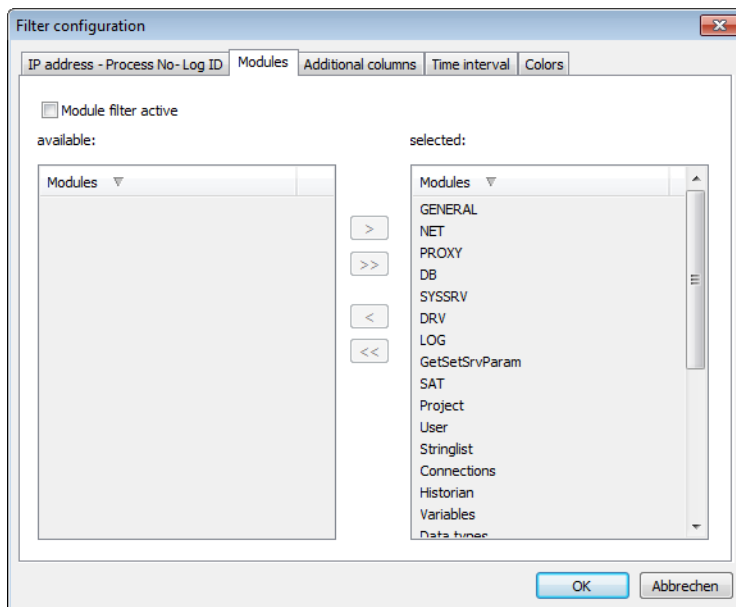 Filter configuration
IP address - Process No- Log ID
Modules
Additional columns
Time interval
Colors
Module filter active
available:
selected:
Modules
Modules
>
>>
<
<<
GENERAL
NET
PROXY
DB
SYSSRV
DRV
LOG
GetSetSrvParam
SAT
Project
User
Stringlist
Connections
Historian
Variables
Data types
OK
Abbrechen